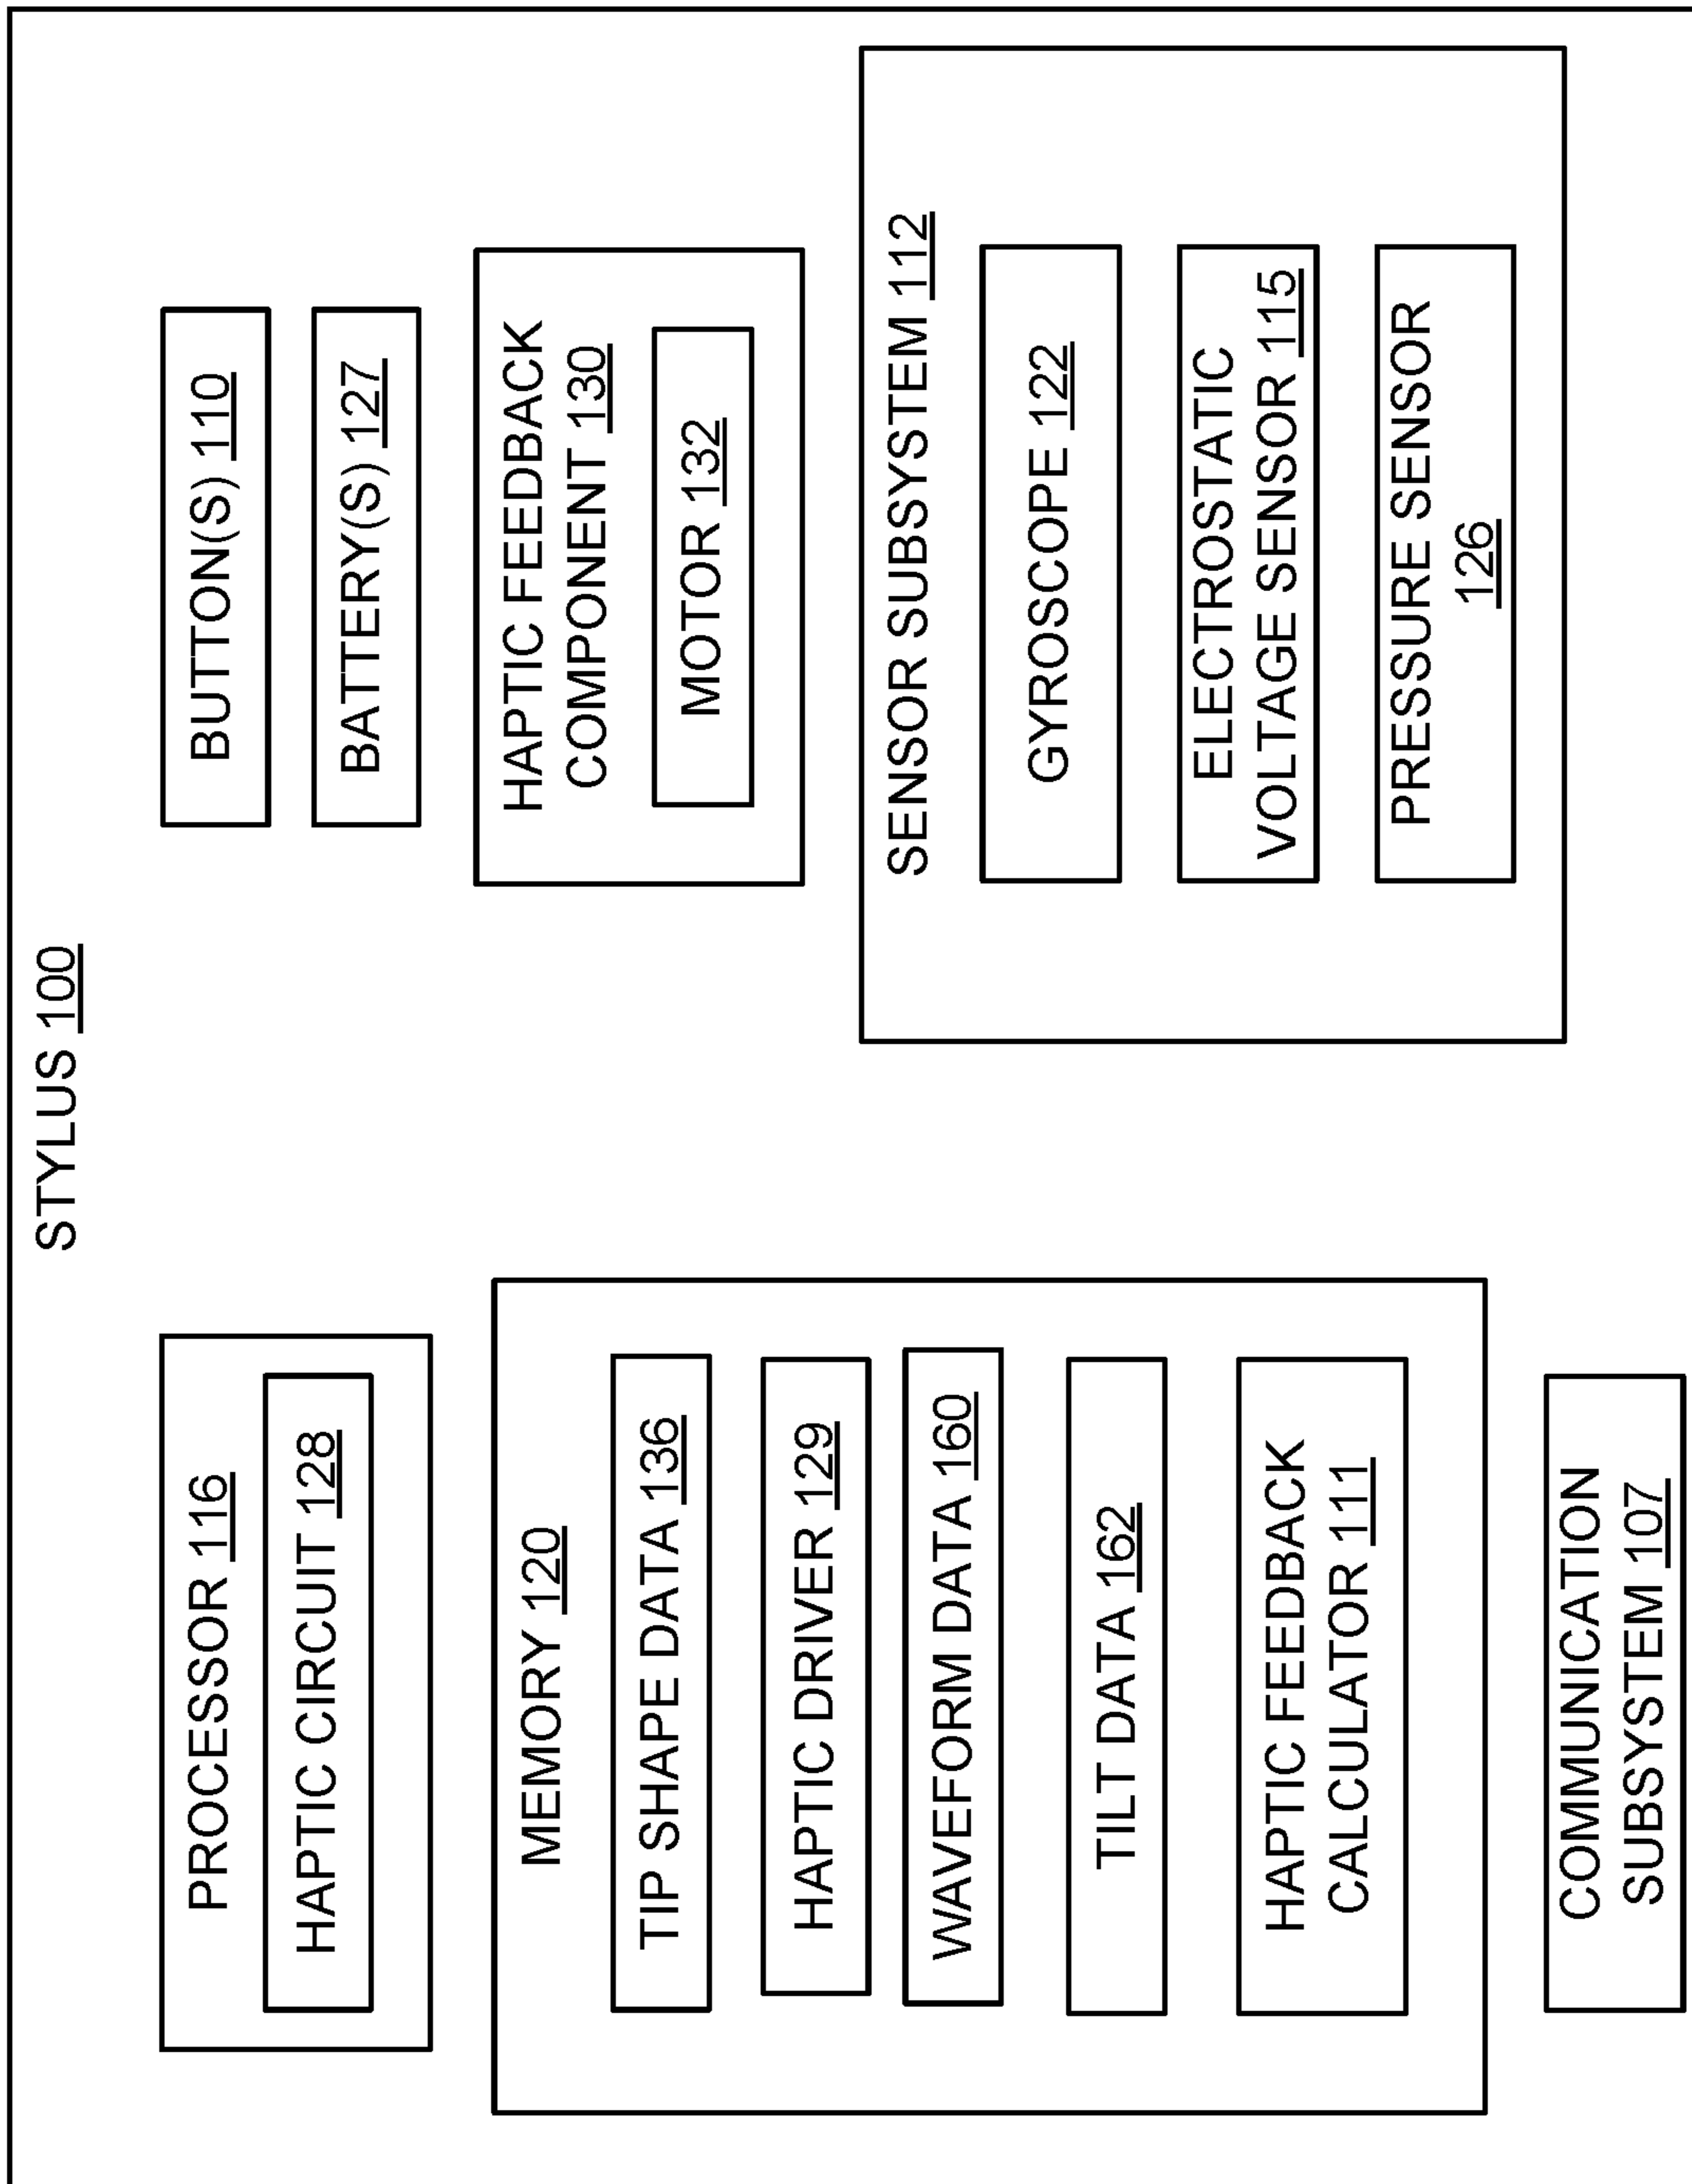 STYLUS 100
PROCESSOR 116
HAPTIC CIRCUIT 128
MEMORY 120
TIP SHAPE DATA 136
HAPTIC DRIVER 129
WAVEFORM DATA 160
TILT DATA 162
HAPTIC FEEDBACK
CALCULATOR 111
COMMUNICATION
SUBSYSTEM 107
BUTTON(S) 110
BATTERY(S) 127
HAPTIC FEEDBACK
COMPONENT 130
MOTOR 132
SENSOR SUBSYSTEM 112
GYROSCOPE 122
ELECTROSTATIC
VOLTAGE SENSOR 115
PRESSURE SENSOR
126